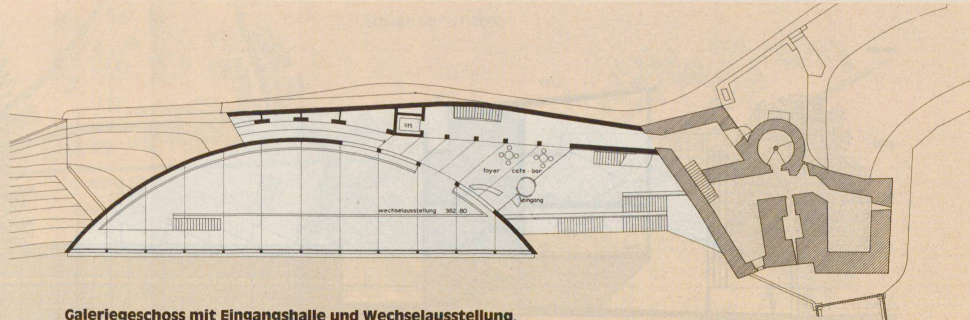 lift
foyer cafe-bar
eingang
wechselausstellung 382.80
Galeriegeschoss mit Eingangshalle und Wechselausstellung.